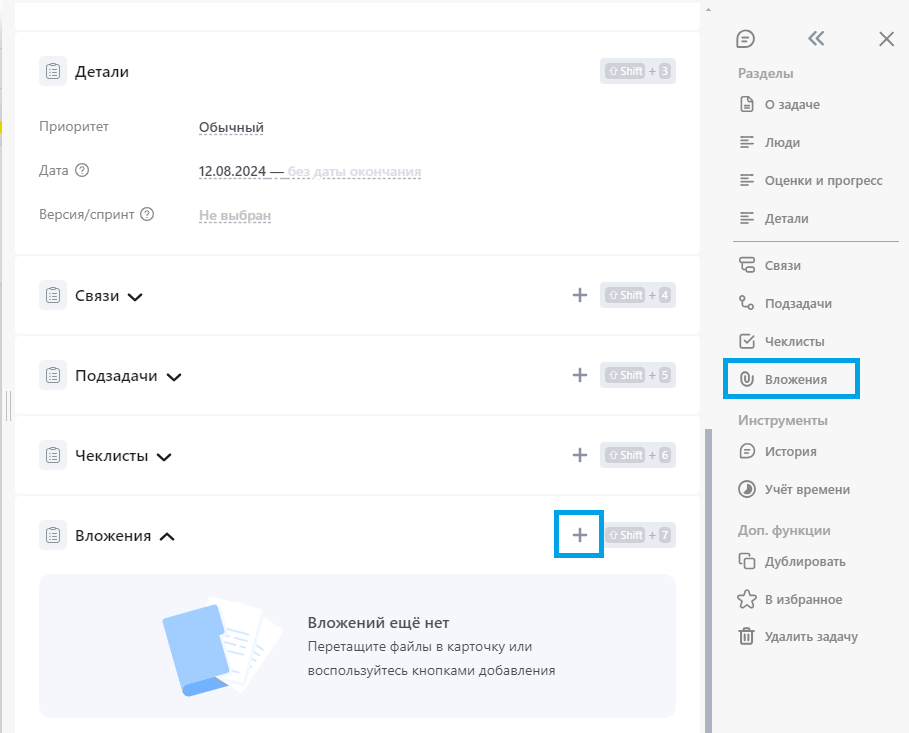 Детали
Shift + 3
Приоритет
Обычный
Дата
12.08.2024 — без даты окончания
Версия/спринт
Не выбран
Связи
Shift + 4
Подзадачи
Shift + 5
Чеклисты
Shift + 6
Вложения
Shift + 7
Вложений ещё нет
Перетащите файлы в карточку или
воспользуйтесь кнопками добавления
Разделы
О задаче
Люди
Оценки и прогресс
Детали
Связи
Подзадачи
Чеклисты
Вложения
Инструменты
История
Учёт времени
Доп. функции
Дублировать
В избранное
Удалить задачу